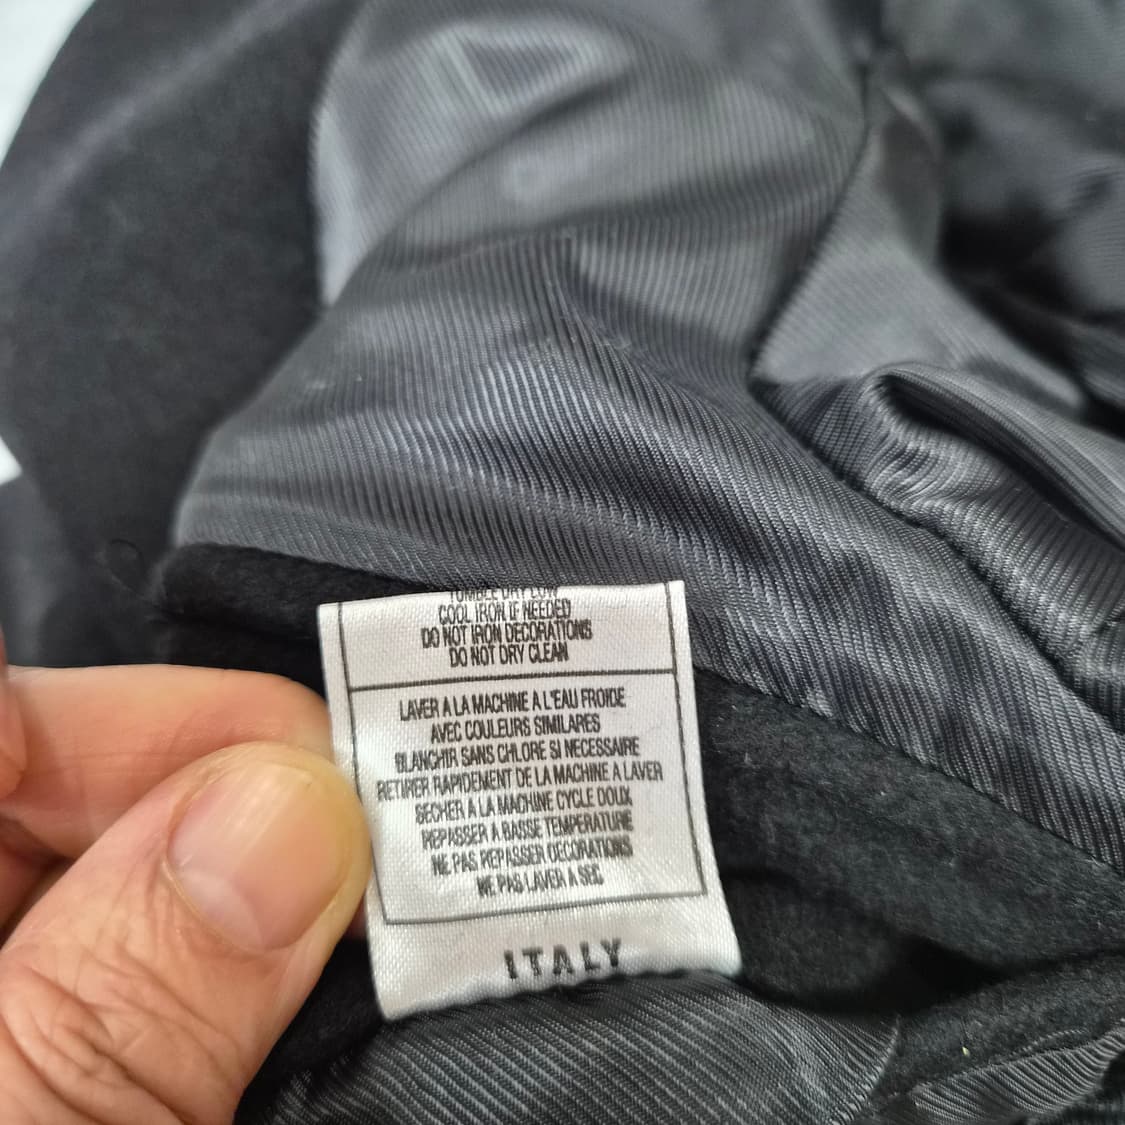 TUMBLE DRY LOW
COOL IRON IF NEEDED
DO NOT IRON DECORATIONS
DO NOT DRY CLEAN
LAVER A LA MACHINE A L'EAU FROIDE
AVEC COULEURS SIMILARES
BLANCHIR SANS CHLORE SI NECESSAIRE
RETIRER RAPIDEMENT DE LA MACHINE A LAVER
SECHER A LA MACHINE CYCLE DOUX
REPASSER A BASSE TEMPERATURE
NE PAS REPASSER DECORATIONS
NE PAS LAVER A SEC
ITALY